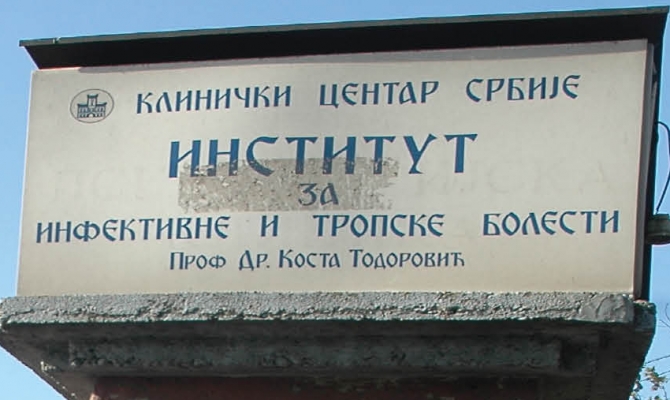 КЛИНИЧКИ ЦЕНТАР СРБИЈЕ
ИНСТИТУТ
ЗА
ИНФЕКТИВНЕ И ТРОПСКЕ БОЛЕСТИ
ПРОФ ДР. КОСТА ТОДОРОВИЋ